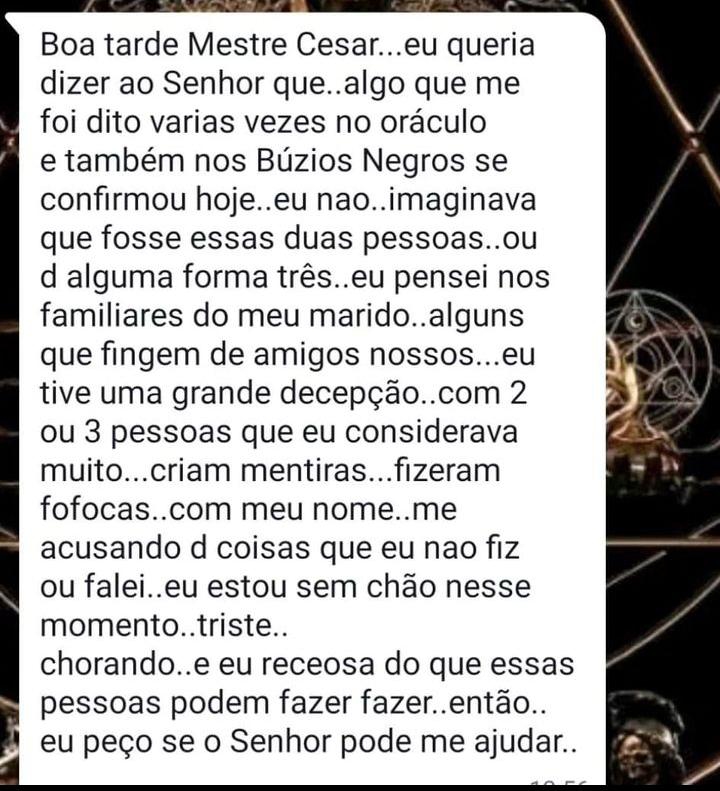 Boa tarde Mestre Cesar...eu queria
dizer ao Senhor que..algo que me
foi dito varias vezes no oráculo
e também nos Búzios Negros se
confirmou hoje..eu nao..imaginava
que fosse essas duas pessoas..ou
d alguma forma três..eu pensei nos
familiares do meu marido..alguns
que fingem de amigos nossos...eu
tive uma grande decepção..com 2
ou 3 pessoas que eu considerava
muito...criam mentiras...fizeram
fofocas..com meu nome..me
acusando d coisas que eu nao fiz
ou falei..eu estou sem chão nesse
momento..triste..
chorando..e eu receosa do que essas
pessoas podem fazer fazer..então..
eu peço se o Senhor pode me ajudar..